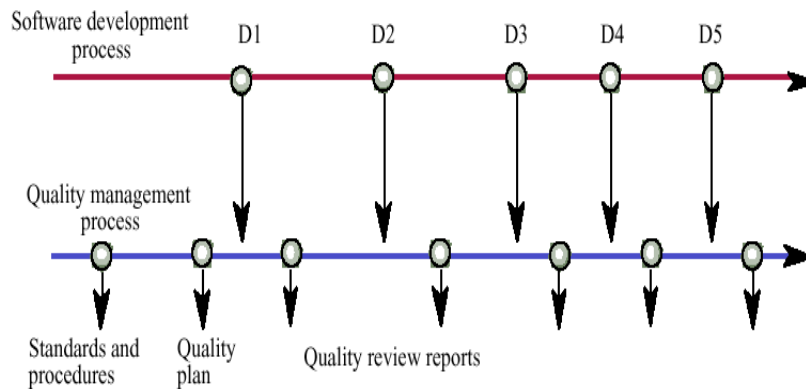 Software development
process
D1
D2
D3
D4
D5
Quality management
process
Standards and
procedures
Quality
plan
Quality review reports